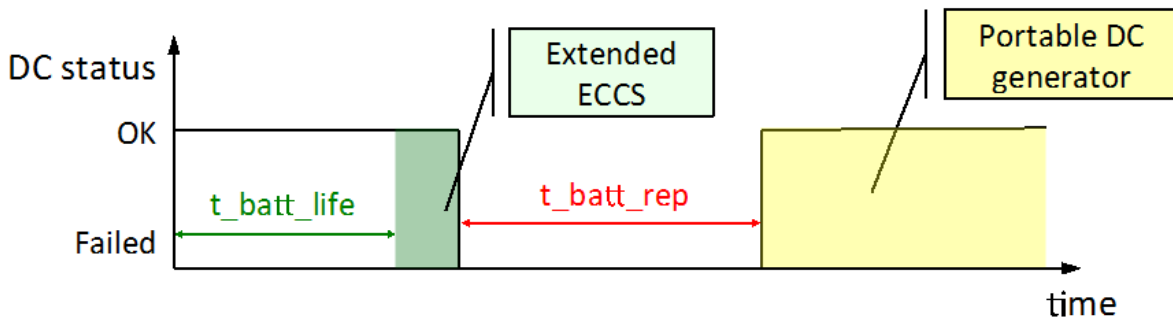 DC status
Extended
ECCS
Portable DC
generator
OK
t_batt_life
t_batt_rep
Failed
time